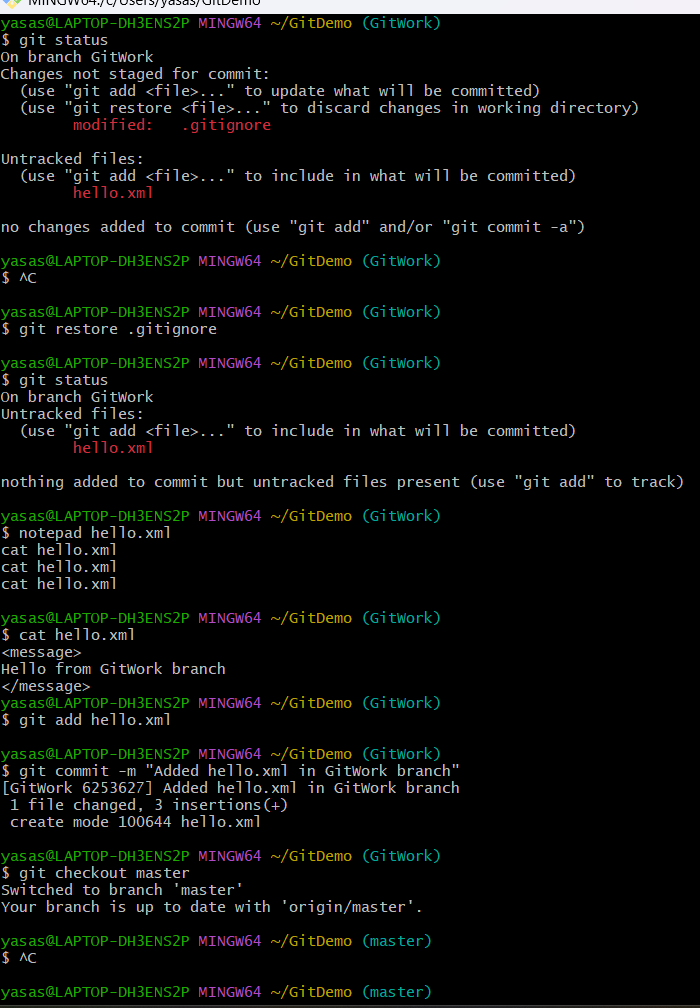 MINGW64:/c/Users/yasas/GitDemo
yasas@LAPTOP-DH3ENS2P MINGW64 ~/GitDemo (GitWork)
$ git status
On branch GitWork
Changes not staged for commit:
  (use "git add <file>..." to update what will be committed)
  (use "git restore <file>..." to discard changes in working directory)
        modified:   .gitignore

Untracked files:
  (use "git add <file>..." to include in what will be committed)
        hello.xml

no changes added to commit (use "git add" and/or "git commit -a")

yasas@LAPTOP-DH3ENS2P MINGW64 ~/GitDemo (GitWork)
$ ^C

yasas@LAPTOP-DH3ENS2P MINGW64 ~/GitDemo (GitWork)
$ git restore .gitignore

yasas@LAPTOP-DH3ENS2P MINGW64 ~/GitDemo (GitWork)
$ git status
On branch GitWork
Untracked files:
  (use "git add <file>..." to include in what will be committed)
        hello.xml

nothing added to commit but untracked files present (use "git add" to track)

yasas@LAPTOP-DH3ENS2P MINGW64 ~/GitDemo (GitWork)
$ notepad hello.xml
cat hello.xml
cat hello.xml
cat hello.xml

yasas@LAPTOP-DH3ENS2P MINGW64 ~/GitDemo (GitWork)
$ cat hello.xml
<message>
Hello from GitWork branch
</message>
yasas@LAPTOP-DH3ENS2P MINGW64 ~/GitDemo (GitWork)
$ git add hello.xml

yasas@LAPTOP-DH3ENS2P MINGW64 ~/GitDemo (GitWork)
$ git commit -m "Added hello.xml in GitWork branch"
[GitWork 6253627] Added hello.xml in GitWork branch
 1 file changed, 3 insertions(+)
 create mode 100644 hello.xml

yasas@LAPTOP-DH3ENS2P MINGW64 ~/GitDemo (GitWork)
$ git checkout master
Switched to branch 'master'
Your branch is up to date with 'origin/master'.

yasas@LAPTOP-DH3ENS2P MINGW64 ~/GitDemo (master)
$ ^C

yasas@LAPTOP-DH3ENS2P MINGW64 ~/GitDemo (master)